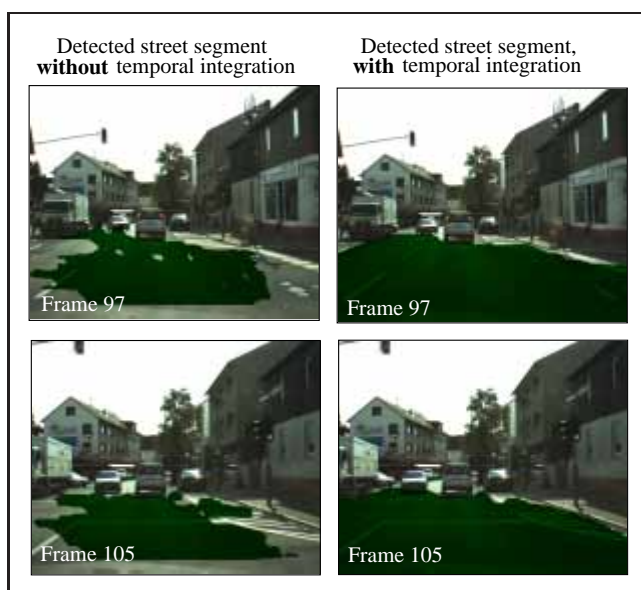 Detected street segment
without temporal integration
Detected street segment,
with temporal integration
Frame 97
Frame 97
Frame 105
Frame 105